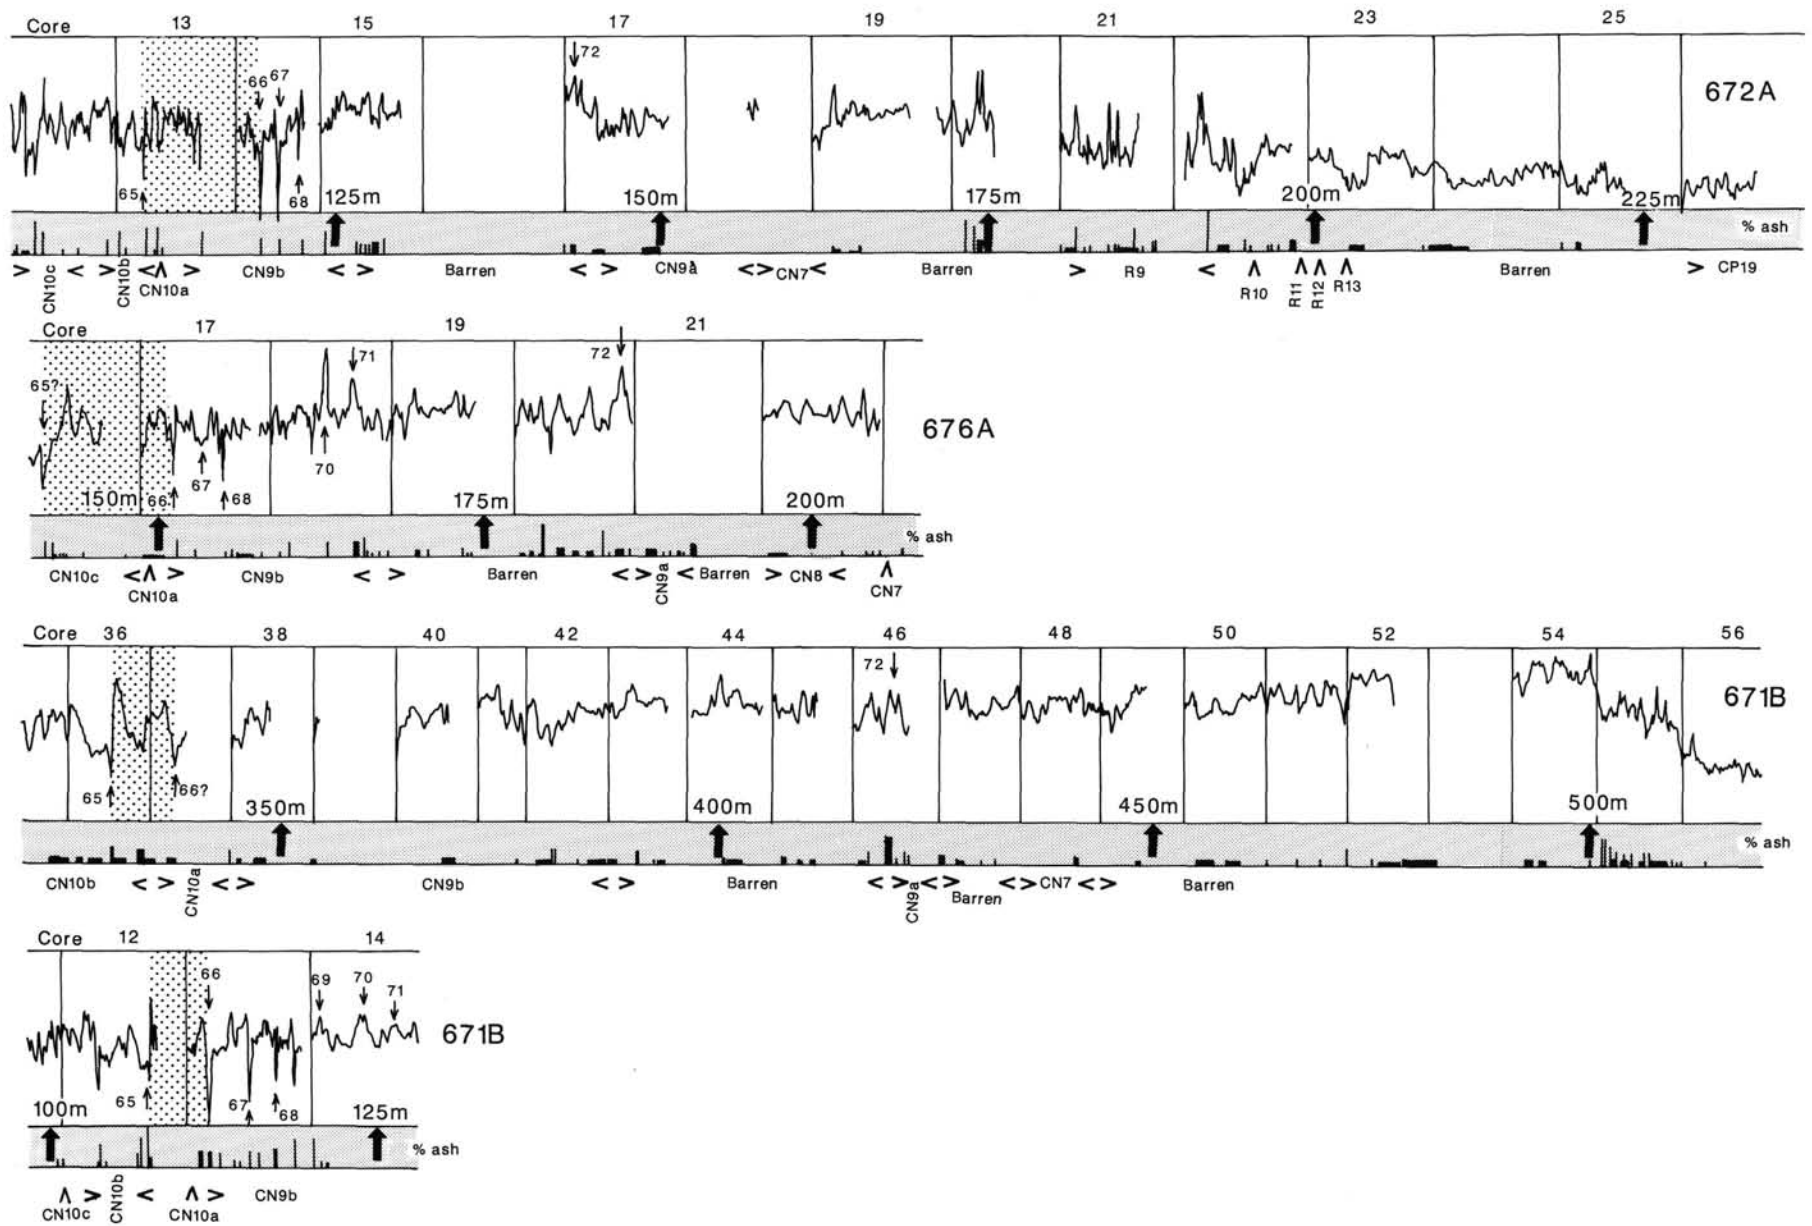 Core 13 15 17 19 21 23 25
72
66 67
672A
65 68 125m 150m 175m 200m 225m
% ash
> CN10c < > CN10b < ∧ CN10a > CN9b < > Barren < > CN9a < > CN7 < Barren > R9 < ∧ R10 ∧ R11 ∧ R12 ∧ R13 Barren > CP19
Core 17 19 21
65? 71 72
676A
70
150m 66 67 68 175m 200m
% ash
CN10c < ∧ CN10a > CN9b < > Barren < > CN9a < Barren > CN8 < ∧ CN7
Core 36 38 40 42 44 46 48 50 52 54 56
72
671B
65 66? 350m 400m 450m 500m
% ash
CN10b < > CN10a < > CN9b < > Barren < > CN9a < > Barren < > CN7 < > Barren
Core 12 14
66 69 70 71
671B
100m 65 67 68 125m
% ash
∧ CN10c > CN10b < ∧ CN10a > CN9b